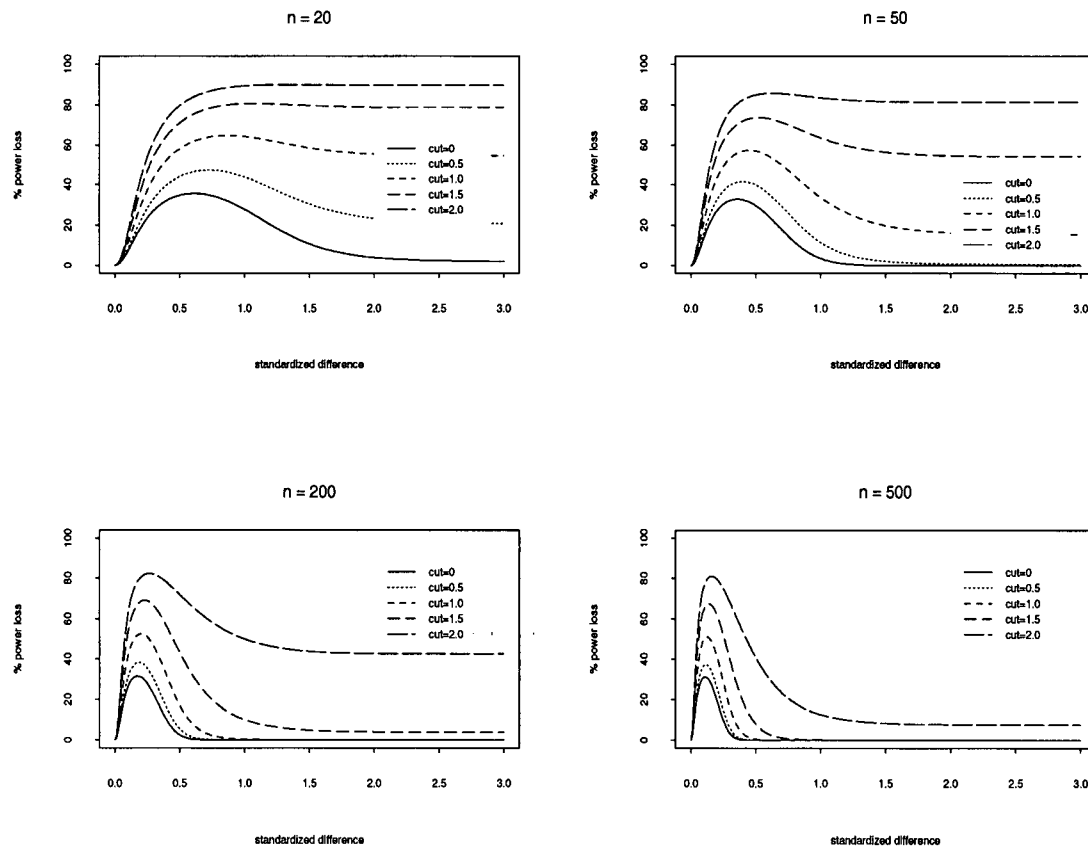 n = 20
% power loss
100
80
60
40
20
0
cut=0
cut=0.5
cut=1.0
cut=1.5
cut=2.0
0.0 0.5 1.0 1.5 2.0 2.5 3.0
standardized difference
n = 50
% power loss
100
80
60
40
20
0
cut=0
cut=0.5
cut=1.0
cut=1.5
cut=2.0
0.0 0.5 1.0 1.5 2.0 2.5 3.0
standardized difference
n = 200
% power loss
100
80
60
40
20
0
cut=0
cut=0.5
cut=1.0
cut=1.5
cut=2.0
0.0 0.5 1.0 1.5 2.0 2.5 3.0
standardized difference
n = 500
% power loss
100
80
60
40
20
0
cut=0
cut=0.5
cut=1.0
cut=1.5
cut=2.0
0.0 0.5 1.0 1.5 2.0 2.5 3.0
standardized difference